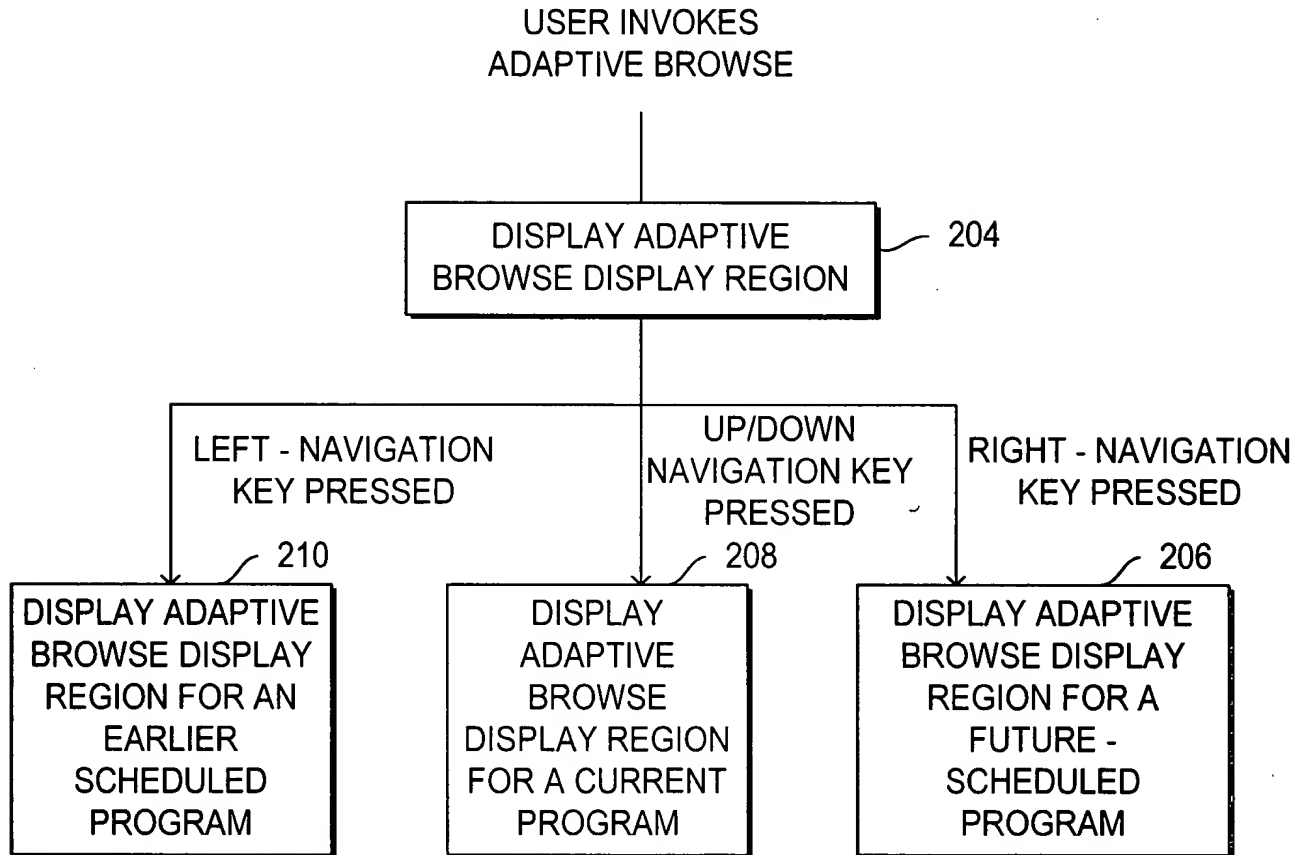 USER INVOKES
ADAPTIVE BROWSE
DISPLAY ADAPTIVE
BROWSE DISPLAY REGION
204
LEFT - NAVIGATION
KEY PRESSED
UP/DOWN
NAVIGATION KEY
PRESSED
RIGHT - NAVIGATION
KEY PRESSED
210
DISPLAY ADAPTIVE
BROWSE DISPLAY
REGION FOR AN
EARLIER
SCHEDULED
PROGRAM
208
DISPLAY
ADAPTIVE
BROWSE
DISPLAY REGION
FOR A CURRENT
PROGRAM
206
DISPLAY ADAPTIVE
BROWSE DISPLAY
REGION FOR A
FUTURE -
SCHEDULED
PROGRAM